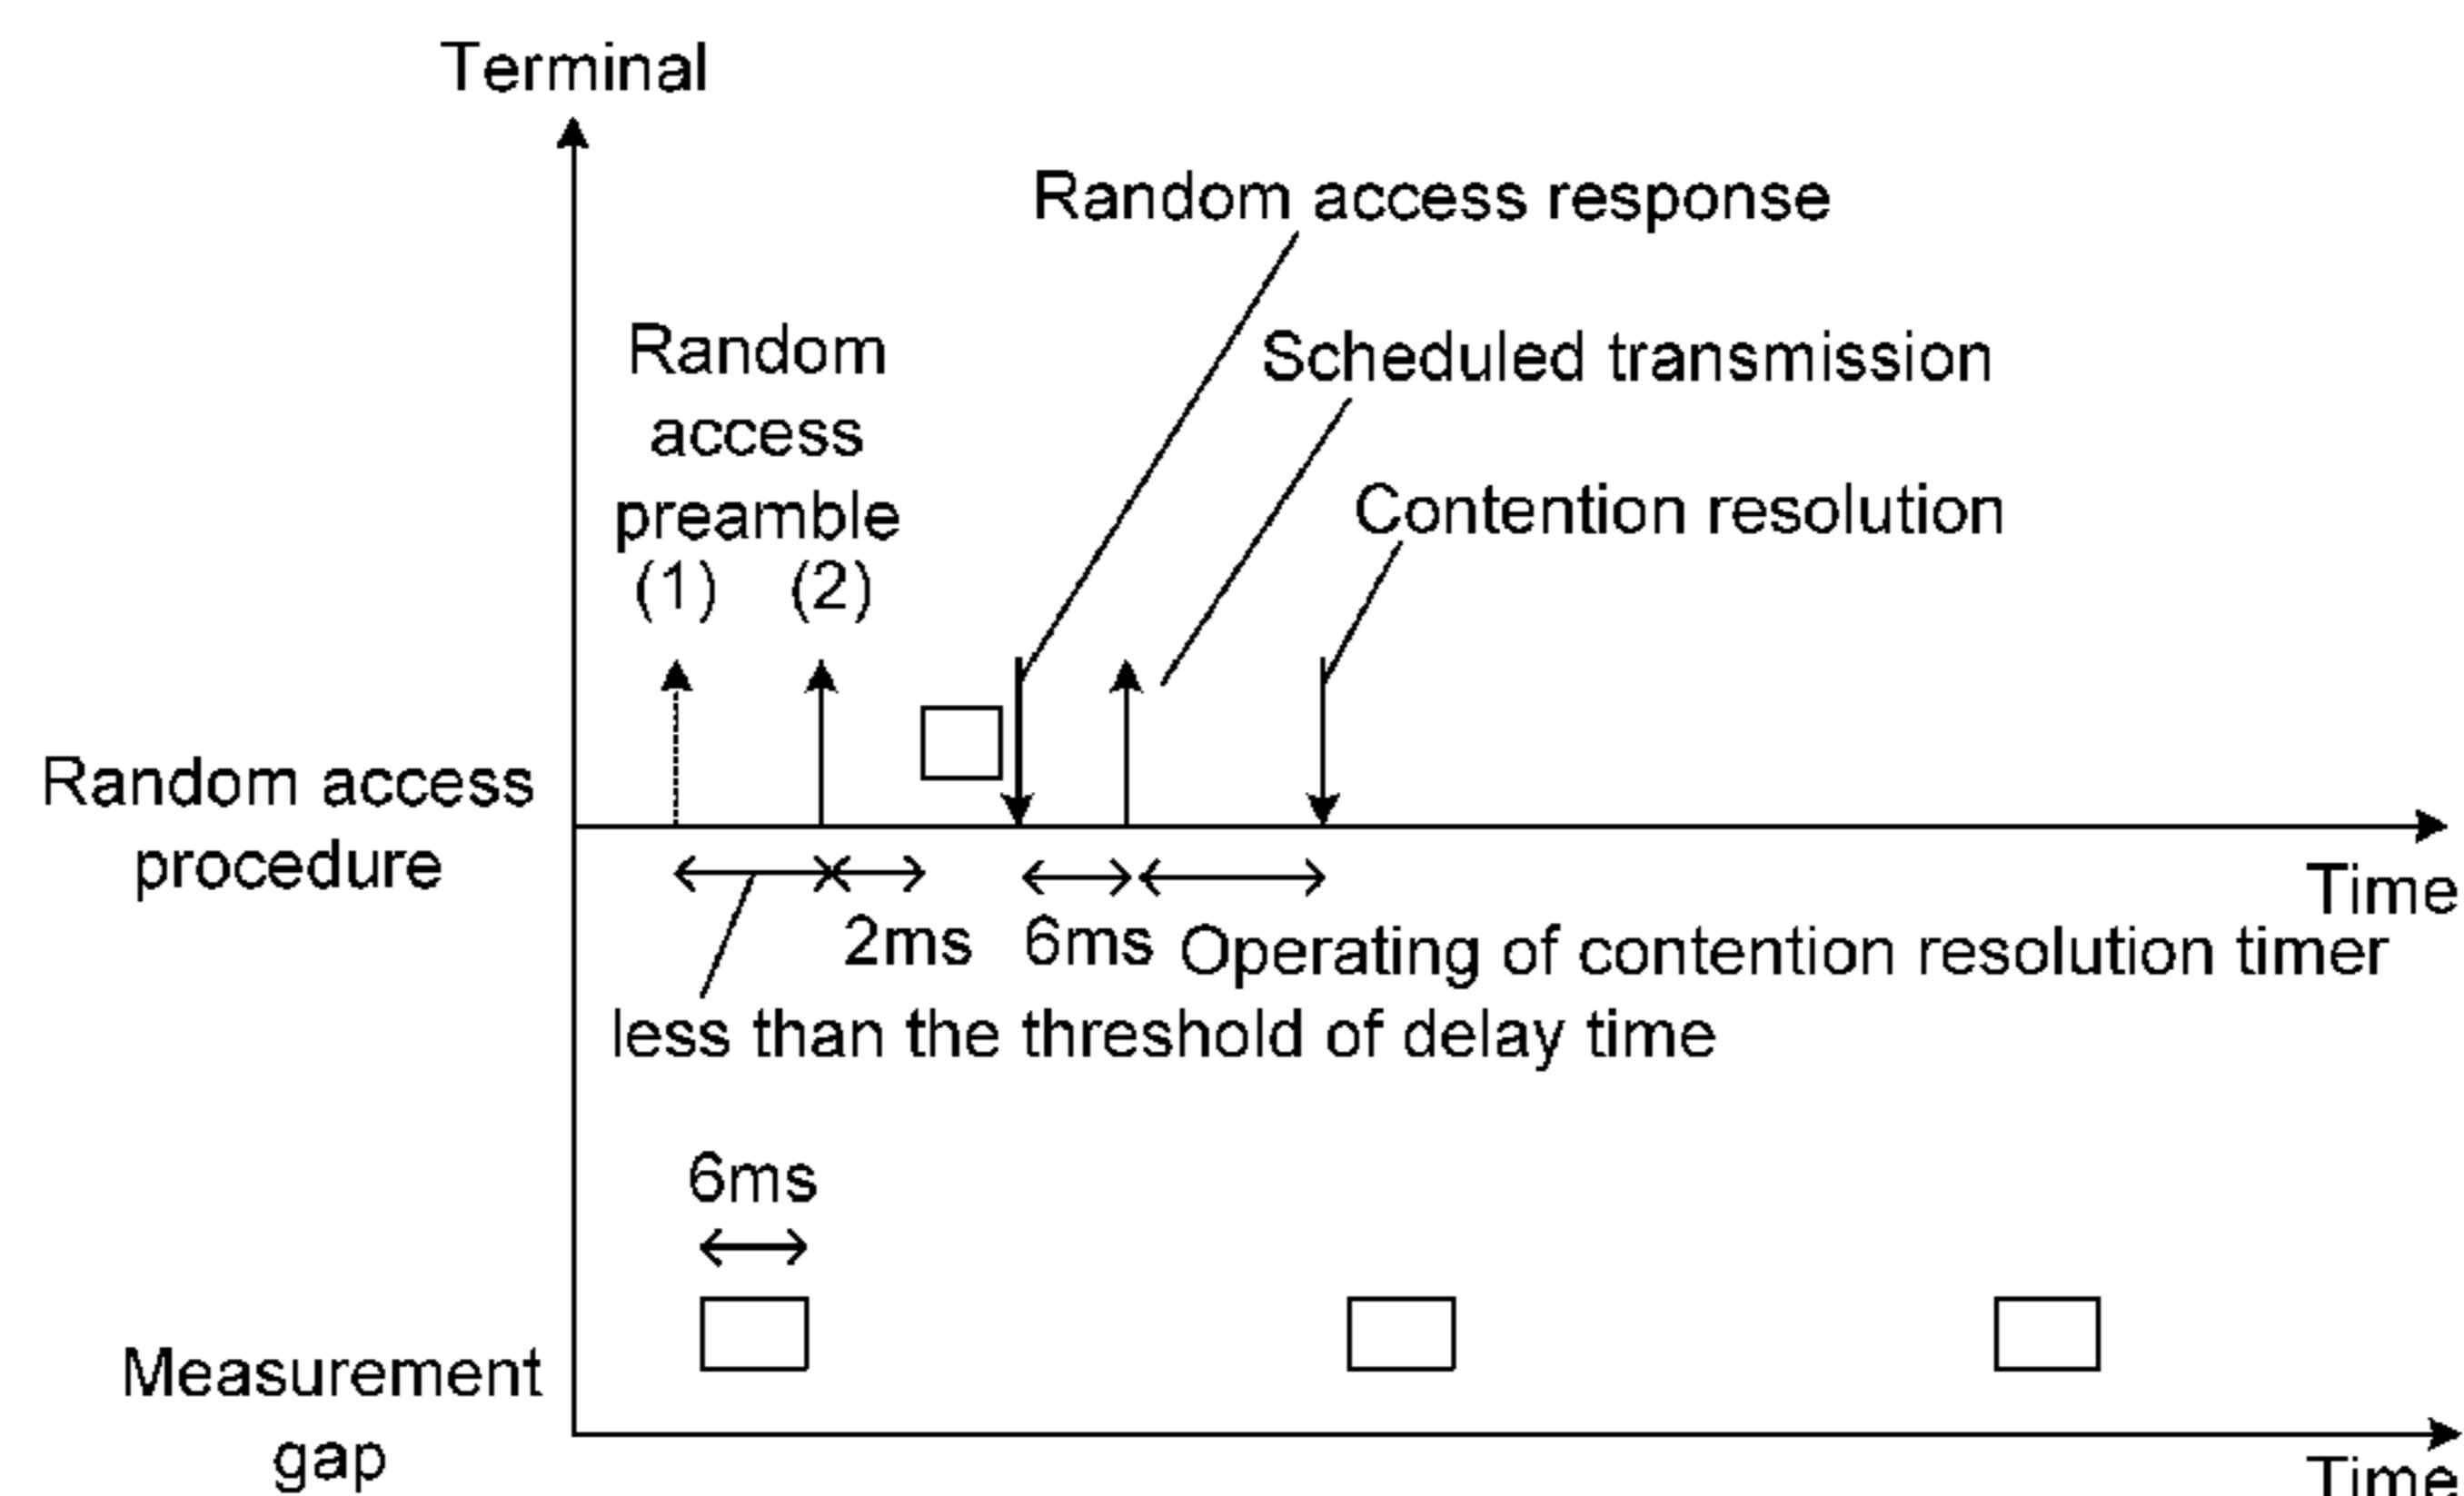 Terminal
Random access response
Random
access
preamble
(1) (2)
Scheduled transmission
Contention resolution
Random access
procedure
Time
2ms 6ms Operating of contention resolution timer
less than the threshold of delay time
6ms
Measurement
gap
Time